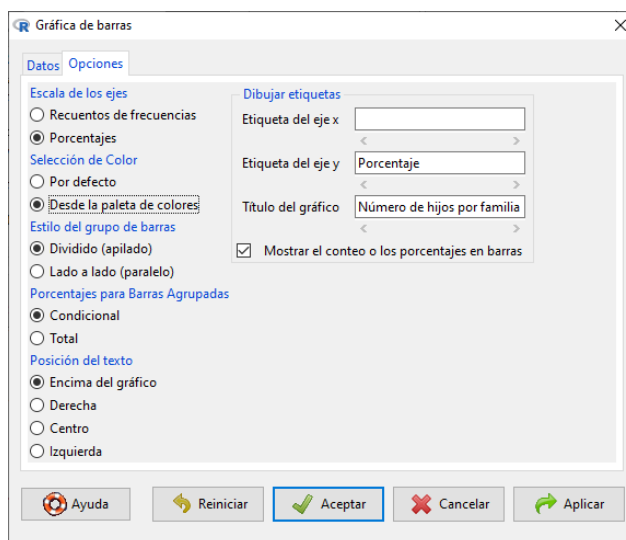 Gráfica de barras
Datos
Opciones
Escala de los ejes
Recuentos de frecuencias
Porcentajes
Selección de Color
Por defecto
Desde la paleta de colores
Estilo del grupo de barras
Dividido (apilado)
Lado a lado (paralelo)
Porcentajes para Barras Agrupadas
Condicional
Total
Posición del texto
Encima del gráfico
Derecha
Centro
Izquierda
Dibujar etiquetas
Etiqueta del eje x
Etiqueta del eje y Porcentaje
Título del gráfico Número de hijos por familia
Mostrar el conteo o los porcentajes en barras
Ayuda
Reiniciar
Aceptar
Cancelar
Aplicar